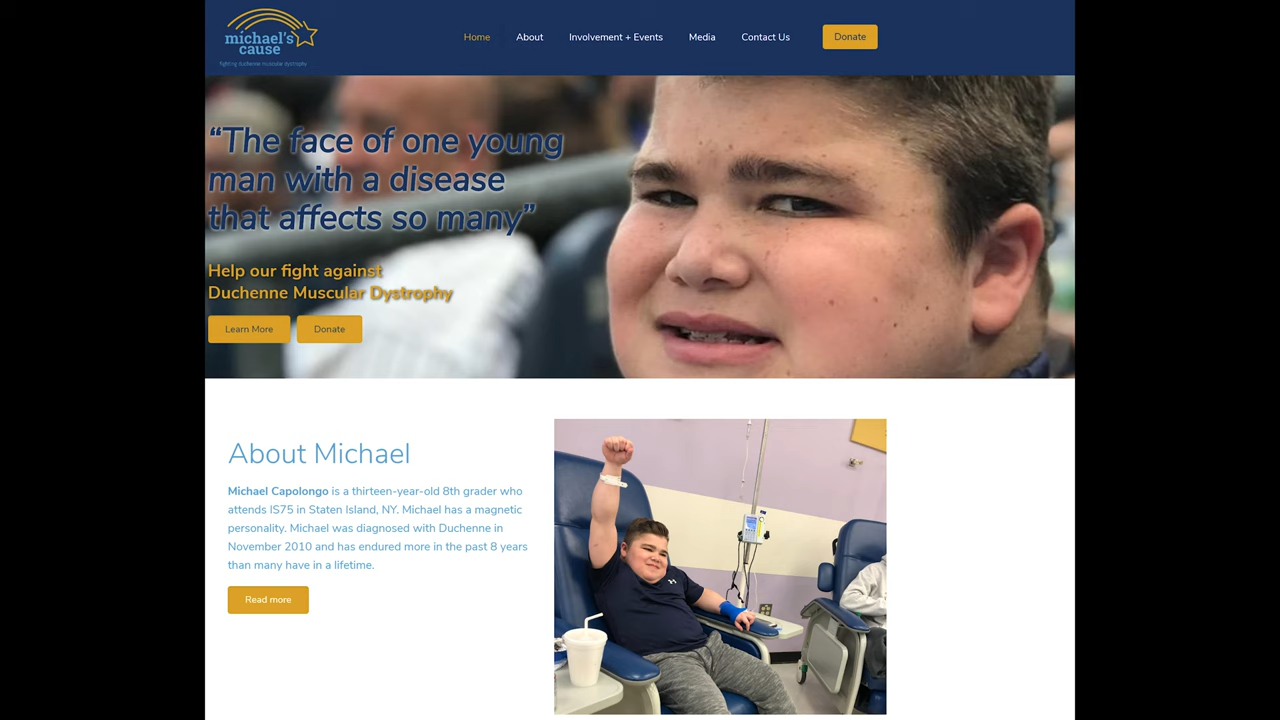 michael's
cause
fighting duchenne muscular dystrophy
Home About Involvement + Events Media Contact Us Donate
“The face of one young
man with a disease
that affects so many”
Help our fight against
Duchenne Muscular Dystrophy
Learn More Donate
About Michael
Michael Capolongo is a thirteen-year-old 8th grader who
attends IS75 in Staten Island, NY. Michael has a magnetic
personality. Michael was diagnosed with Duchenne in
November 2010 and has endured more in the past 8 years
than many have in a lifetime.
Read more